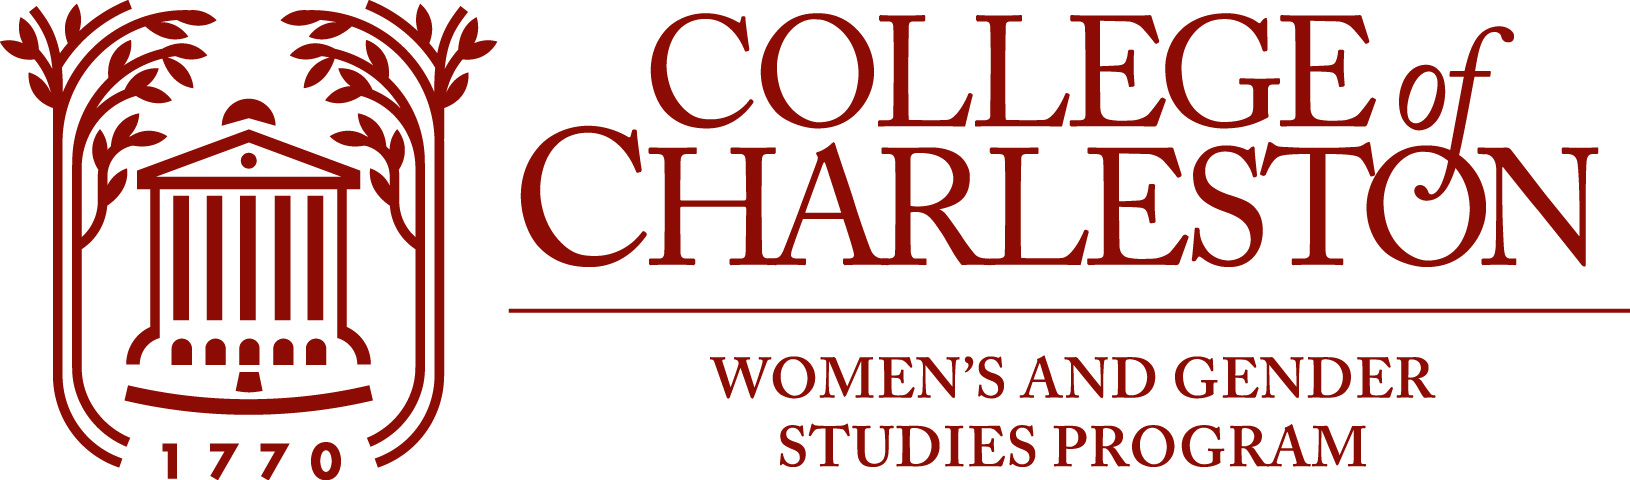 1770
COLLEGE of
CHARLESTON
WOMEN'S AND GENDER
STUDIES PROGRAM